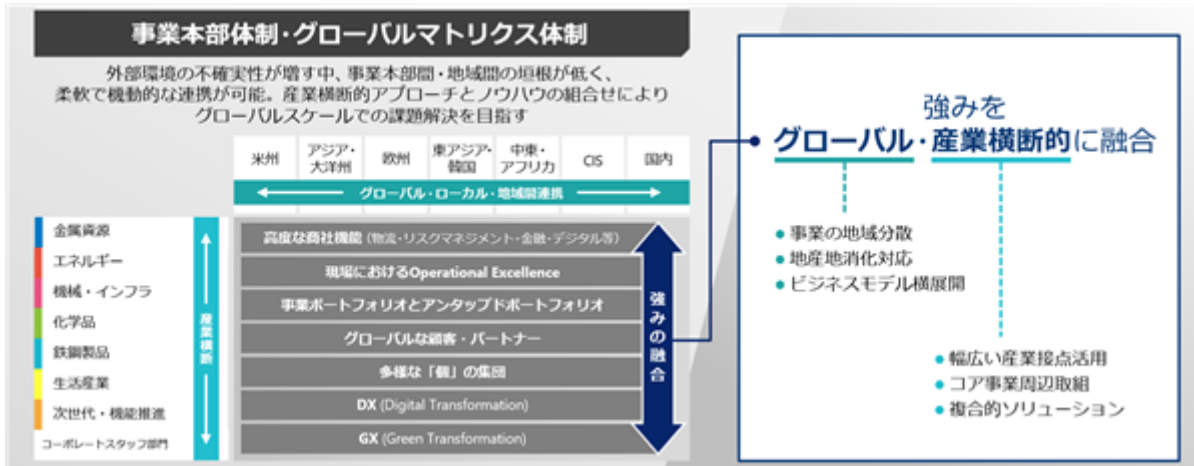 事業本部体制・グローバルマトリクス体制
外部環境の不確実性が増す中、事業本部間・地域間の垣根が低く、
柔軟で機動的な連携が可能。産業横断的アプローチとノウハウの組合せにより
グローバルスケールでの課題解決を目指す
米州
アジア・
大洋州
欧州
東アジア・
韓国
中東・
アフリカ
CIS
国内
グローバル・ローカル・地域間連携
金属資源
エネルギー
機械・インフラ
化学品
鉄鋼製品
生活産業
次世代・機能推進
コーポレートスタッフ部門
産業横断
高度な商社機能 (物流・リスクマネジメント・金融・デジタル等)
現場におけるOperational Excellence
事業ポートフォリオとアンタップドポートフォリオ
グローバルな顧客・パートナー
多様な「個」の集団
DX (Digital Transformation)
GX (Green Transformation)
強みの融合
強みを
グローバル・産業横断的に融合
● 事業の地域分散
● 地産地消化対応
● ビジネスモデル横展開
● 幅広い産業接点活用
● コア事業周辺取組
● 複合的ソリューション